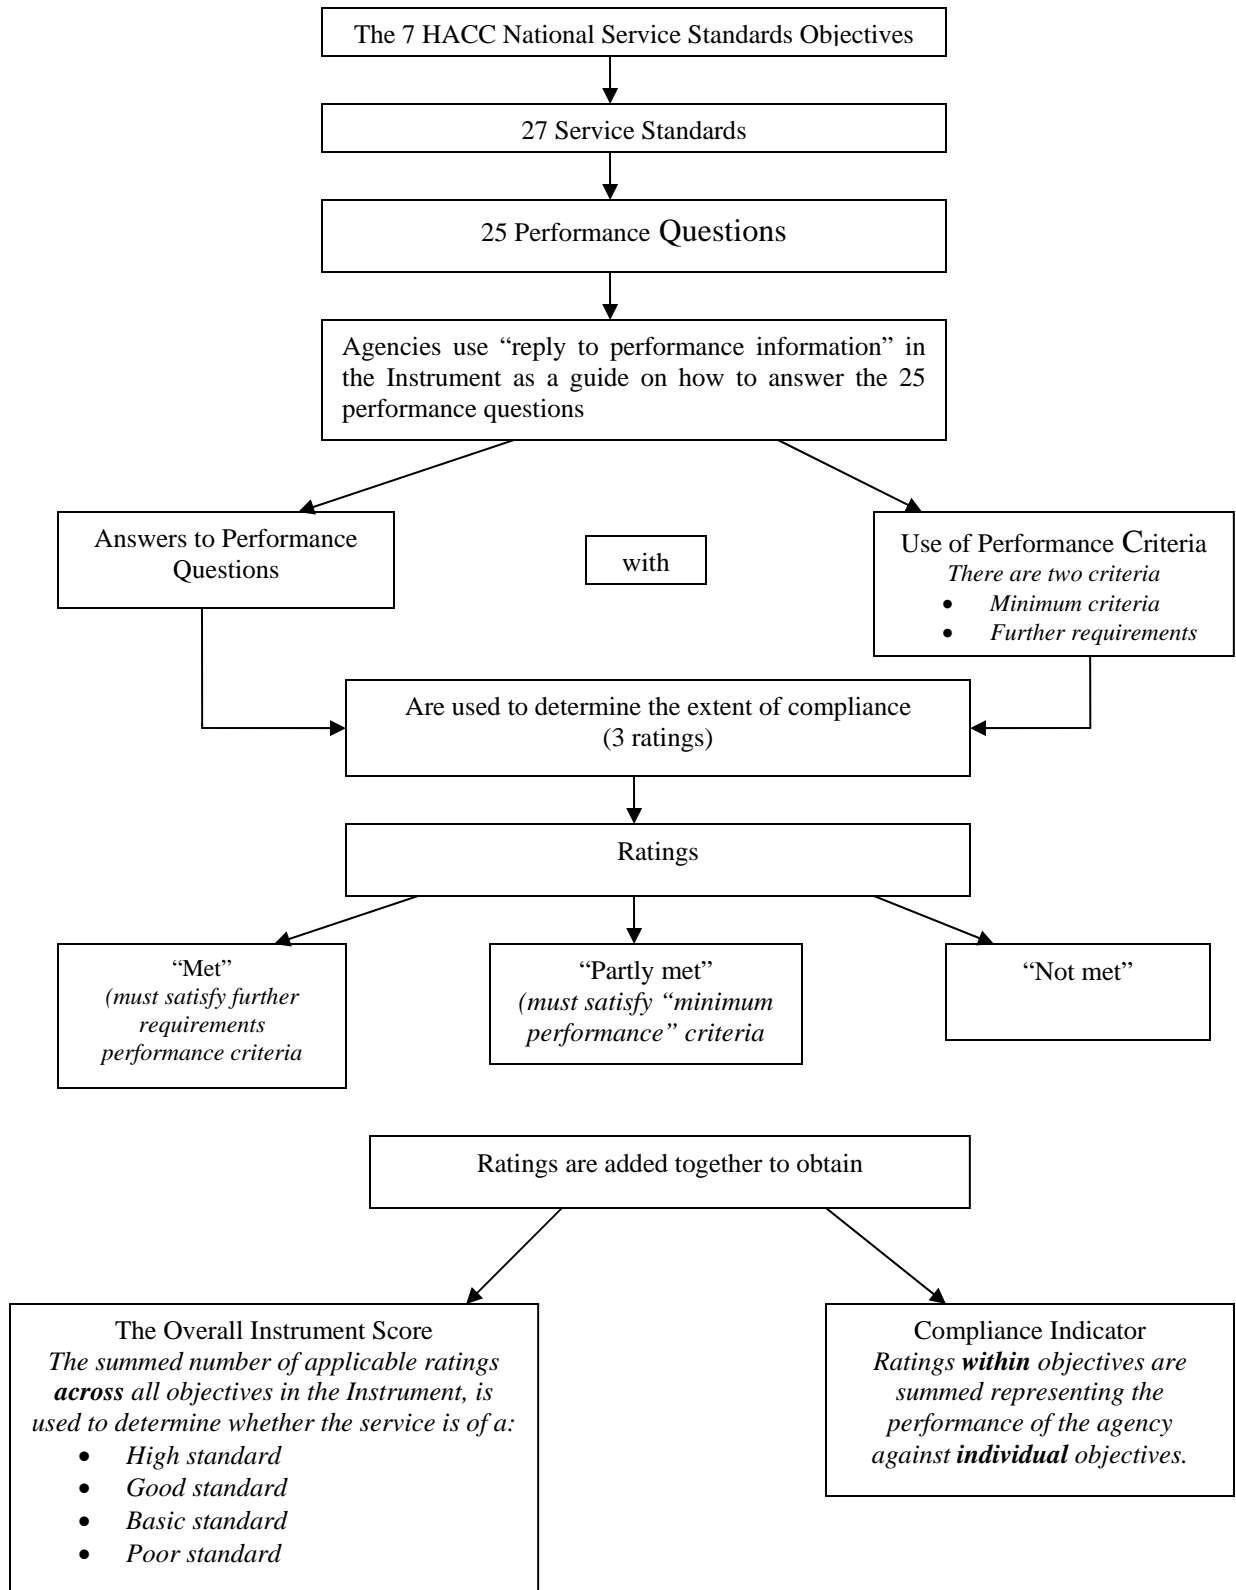 The 7 HACC National Service Standards Objectives
27 Service Standards
25 Performance Questions
Agencies use “reply to performance information” in
the Instrument as a guide on how to answer the 25
performance questions
Answers to Performance
Questions
with
Use of Performance Criteria
There are two criteria
• Minimum criteria
• Further requirements
Are used to determine the extent of compliance
(3 ratings)
Ratings
“Met”
(must satisfy further
requirements
performance criteria
“Partly met”
(must satisfy “minimum
performance” criteria
“Not met”
Ratings are added together to obtain
The Overall Instrument Score
The summed number of applicable ratings
across all objectives in the Instrument, is
used to determine whether the service is of a:
• High standard
• Good standard
• Basic standard
• Poor standard
Compliance Indicator
Ratings within objectives are
summed representing the
performance of the agency
against individual objectives.